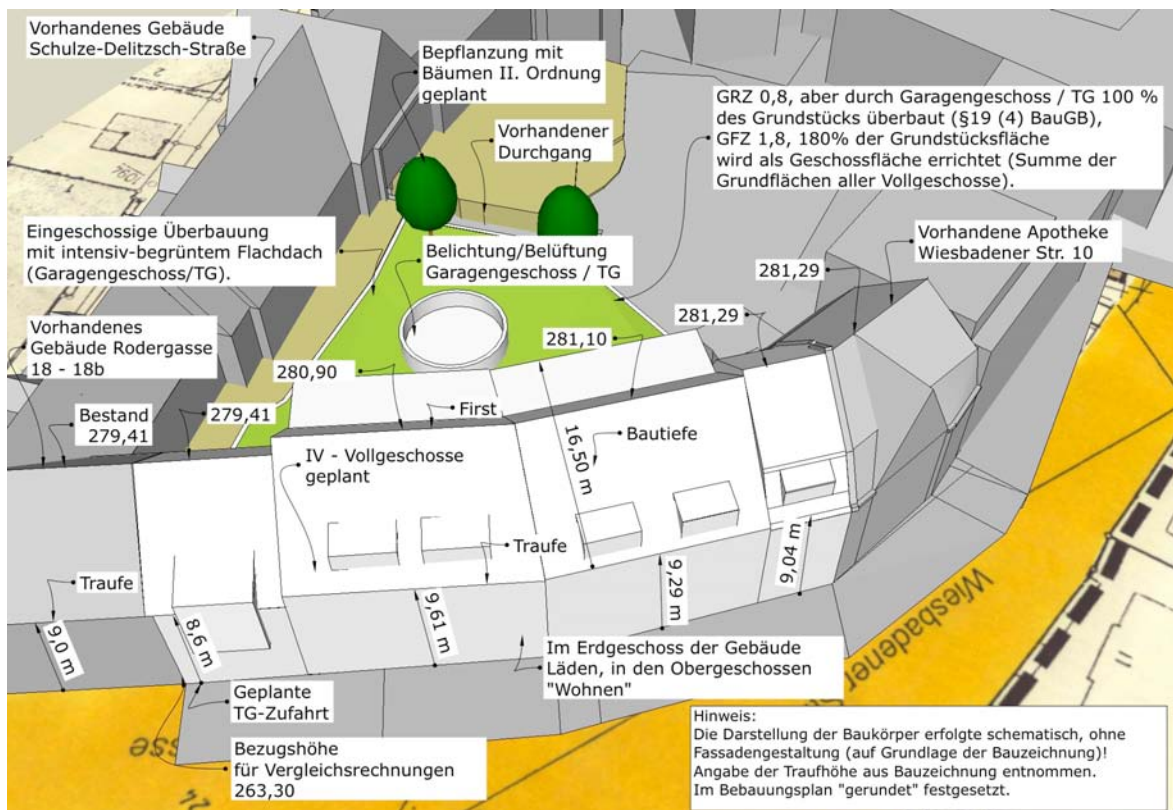 Vorhandenes Gebäude
Schulze-Delitzsch-Straße
Bepflanzung mit
Bäumen II. Ordnung
geplant
GRZ 0,8, aber durch Garagengeschoss / TG 100 %
des Grundstücks überbaut (§19 (4) BauGB),
GFZ 1,8, 180% der Grundstücksfläche
wird als Geschossfläche errichtet (Summe der
Grundflächen aller Vollgeschosse).
Vorhandener
Durchgang
Eingeschossige Überbauung
mit intensiv-begrüntem Flachdach
(Garagengeschoss/TG).
Belichtung/Belüftung
Garagengeschoss / TG
Vorhandene Apotheke
Wiesbadener Str. 10
281,29
281,29
Vorhandenes
Gebäude Rodergasse
18 - 18b
281,10
280,90
Bestand
279,41
279,41
First
16,50 m
Bautiefe
IV - Vollgeschosse
geplant
Traufe
Traufe
9,0 m
8,6 m
9,61 m
9,29 m
9,04 m
Wiesbadener
Im Erdgeschoss der Gebäude
Läden, in den Obergeschossen
"Wohnen"
Geplante
TG-Zufahrt
Bezugshöhe
für Vergleichsrechnungen
263,30
24
Hinweis:
Die Darstellung der Baukörper erfolgte schematisch, ohne
Fassadengestaltung (auf Grundlage der Bauzeichnung)!
Angabe der Traufhöhe aus Bauzeichnung entnommen.
Im Bebauungsplan "gerundet" festgesetzt.